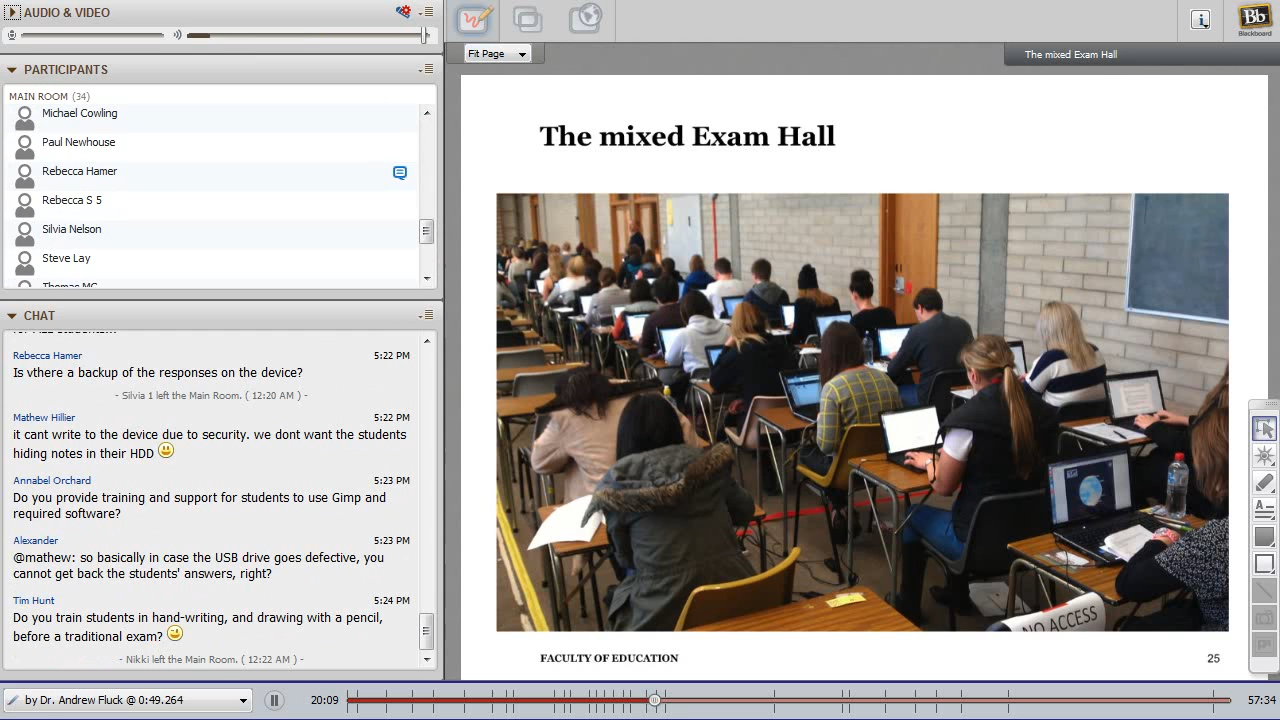 AUDIO & VIDEO
PARTICIPANTS
MAIN ROOM (34)
Michael Cowling
Paul Newhouse
Rebecca Hamer
Rebecca S 5
Silvia Nelson
Steve Lay
Thomas MC
CHAT
Rebecca Hamer 5:22 PM
Is vthere a backup of the responses on the device?
- Silvia 1 left the Main Room. ( 12:20 AM ) -
Mathew Hillier 5:22 PM
it cant write to the device due to security. we dont want the students
hiding notes in their HDD
Annabel Orchard 5:23 PM
Do you provide training and support for students to use Gimp and
required software?
Alexander 5:23 PM
@mathew: so basically in case the USB drive goes defective, you
cannot get back the students' answers, right?
Tim Hunt 5:24 PM
Do you train students in hand-writing, and drawing with a pencil,
before a traditional exam?
- Nikki left the Main Room. ( 12:22 AM ) -
Fit Page
The mixed Exam Hall
Bb
Blackboard
The mixed Exam Hall
NO ACCESS
FACULTY OF EDUCATION 25
by Dr. Andrew Fluck @ 0:49.264
20:09
57:34